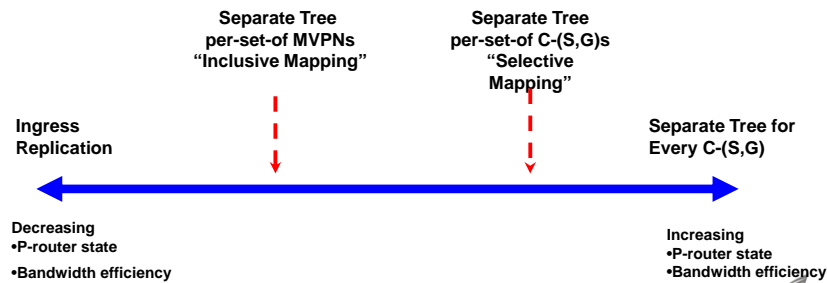 Separate Tree
per-set-of MVPNs
“Inclusive Mapping”
Separate Tree
per-set-of C-(S,G)s
“Selective
Mapping”
Ingress
Replication
Separate Tree for
Every C-(S,G)
Decreasing
•P-router state
•Bandwidth efficiency
Increasing
•P-router state
•Bandwidth efficiency